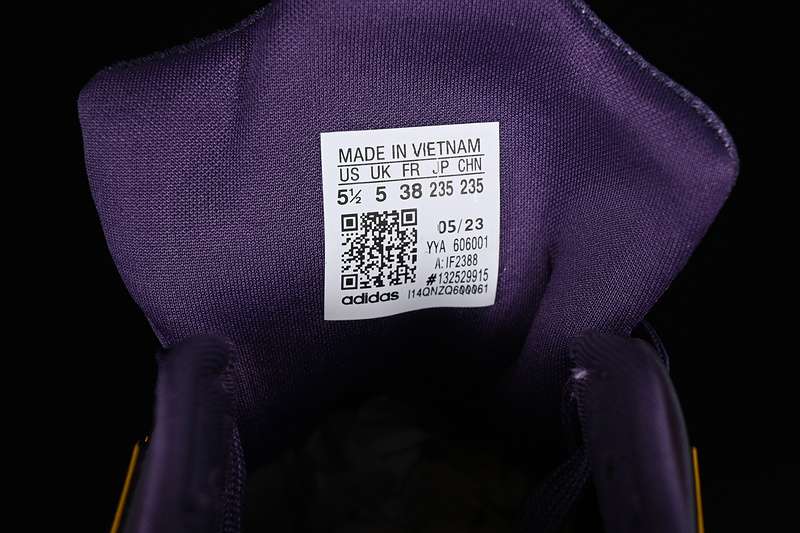 MADE IN VIETNAM
US UK FR JP CHN
5½ 5 38 235 235
05/23
YYA 606001
A: IF2388
#132529915
adidas I14QNZQ600061